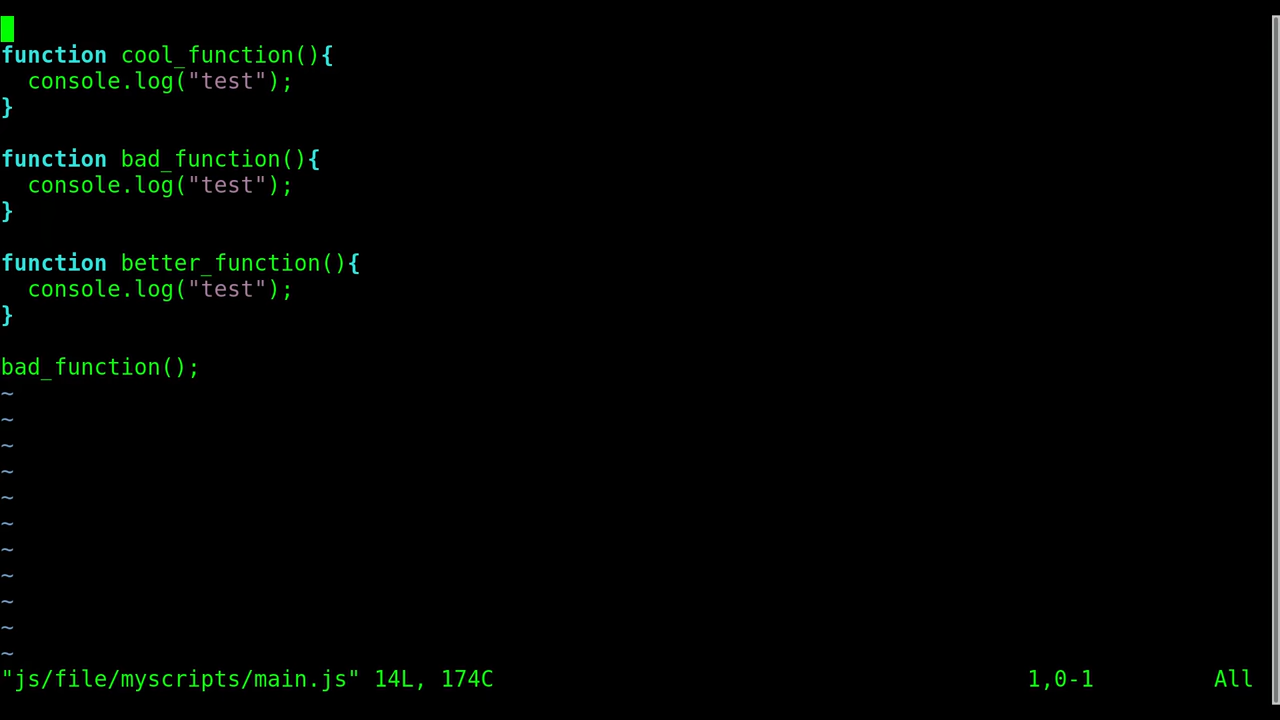 function cool_function(){
  console.log("test");
}
function bad_function(){
  console.log("test");
}
function better_function(){
  console.log("test");
}
bad_function();
~
~
~
~
~
~
~
~
~
~
~
"js/file/myscripts/main.js" 14L, 174C 1,0-1 All